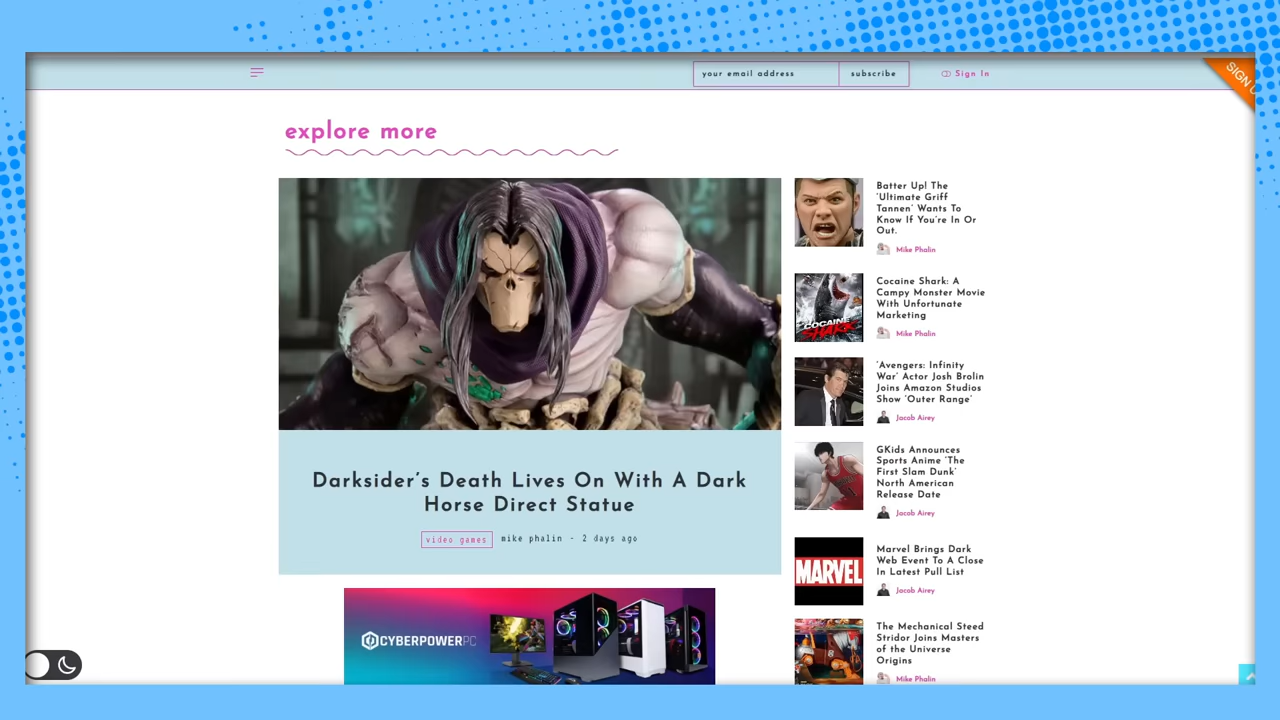 your email address
subscribe
Sign In
SIGN
explore more
Darksider's Death Lives On With A Dark
Horse Direct Statue
video games
mike phalin - 2 days ago
CYBERPOWERPC
Batter Up! The
'Ultimate Griff
Tannen' Wants To
Know If You're In Or
Out.
Mike Phalin
COCAINE
SHARK
Cocaine Shark: A
Campy Monster Movie
With Unfortunate
Marketing
Mike Phalin
'Avengers: Infinity
War' Actor Josh Brolin
Joins Amazon Studios
Show 'Outer Range'
Jacob Airey
GKids Announces
Sports Anime 'The
First Slam Dunk'
North American
Release Date
Jacob Airey
MARVEL
Marvel Brings Dark
Web Event To A Close
In Latest Pull List
Jacob Airey
The Mechanical Steed
Stridor Joins Masters
of the Universe
Origins
Mike Phalin